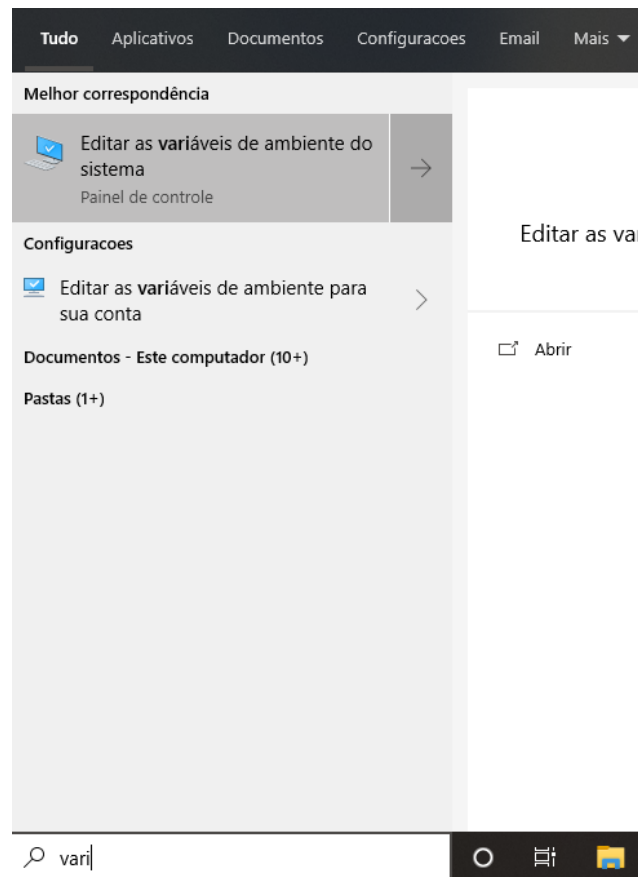 Tudo Aplicativos Documentos Configuracoes Email Mais
Melhor correspondência
Editar as variáveis de ambiente do
sistema
Painel de controle
Configuracoes
Editar as variáveis de ambiente para
sua conta
Documentos - Este computador (10+)
Pastas (1+)
Editar as var
Abrir
vari